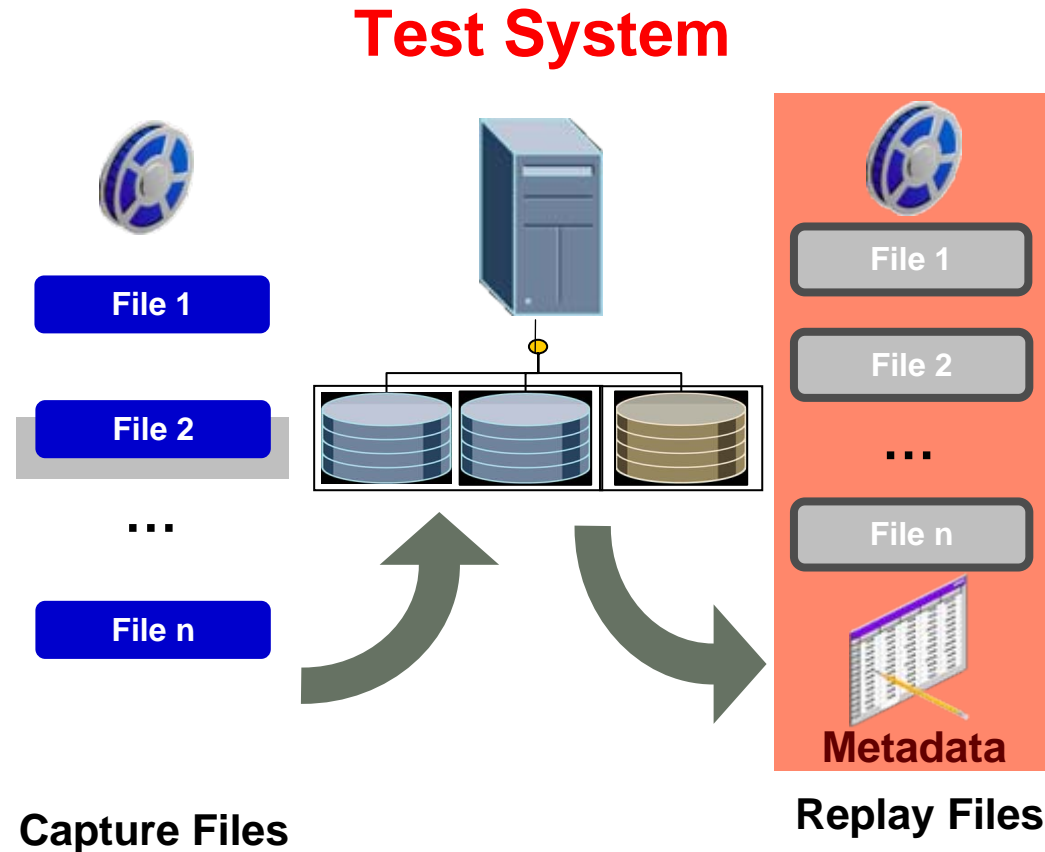 Test System
File 1
File 2
…
File n
Capture Files
File 1
File 2
…
File n
Metadata
Replay Files